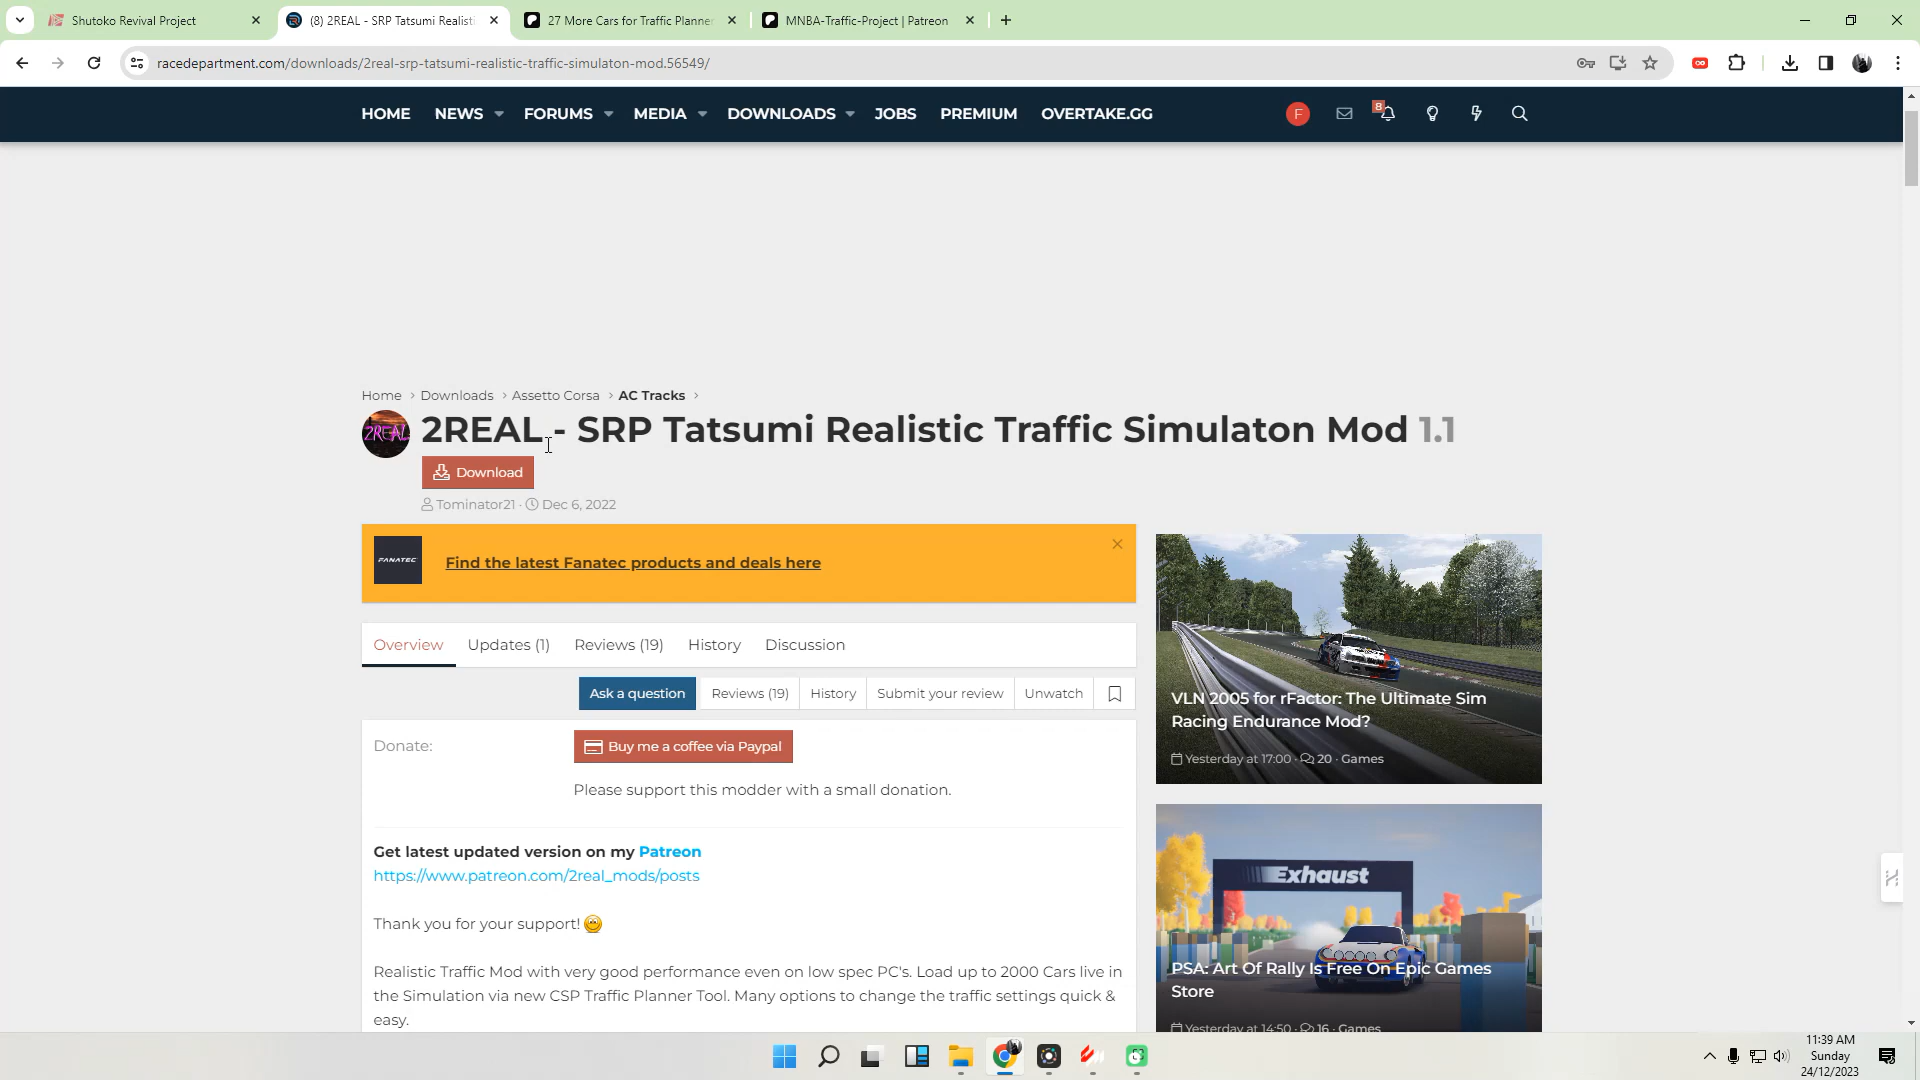 Shutoko Revival Project
(8) 2REAL - SRP Tatsumi Realisti
27 More Cars for Traffic Planner
MNBA-Traffic-Project | Patreon
racedepartment.com/downloads/2real-srp-tatsumi-realistic-traffic-simulaton-mod.56549/
HOME NEWS FORUMS MEDIA DOWNLOADS JOBS PREMIUM OVERTAKE.GG
F
8
Home > Downloads > Assetto Corsa > AC Tracks >
2REAL
2REAL - SRP Tatsumi Realistic Traffic Simulaton Mod 1.1
Download
Tominator21 · Dec 6, 2022
FANATEC
Find the latest Fanatec products and deals here
Overview Updates (1) Reviews (19) History Discussion
Ask a question Reviews (19) History Submit your review Unwatch
Donate:
Buy me a coffee via Paypal
Please support this modder with a small donation.
Get latest updated version on my Patreon
https://www.patreon.com/2real_mods/posts
Thank you for your support!
Realistic Traffic Mod with very good performance even on low spec PC's. Load up to 2000 Cars live in
the Simulation via new CSP Traffic Planner Tool. Many options to change the traffic settings quick &
easy.
VLN 2005 for rFactor: The Ultimate Sim
Racing Endurance Mod?
Yesterday at 17:00 · 20 · Games
Exhaust
PSA: Art Of Rally Is Free On Epic Games
Store
Yesterday at 14:50 · 16 · Games
11:39 AM
Sunday
24/12/2023